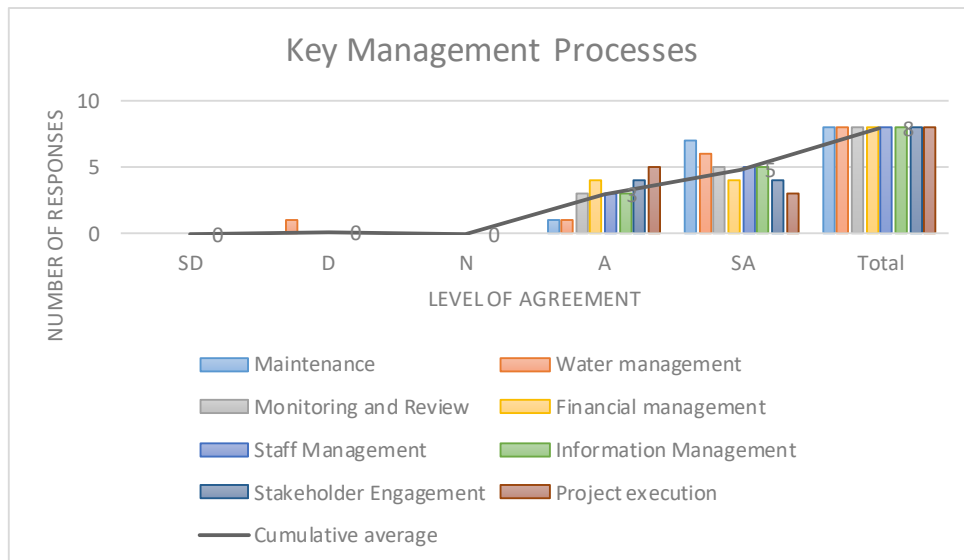 Key Management Processes
NUMBER OF RESPONSES
10
5
0
0
0
0
3
5
8
SD D N A SA Total
LEVEL OF AGREEMENT
Maintenance Water management
Monitoring and Review Financial management
Staff Management Information Management
Stakeholder Engagement Project execution
Cumulative average